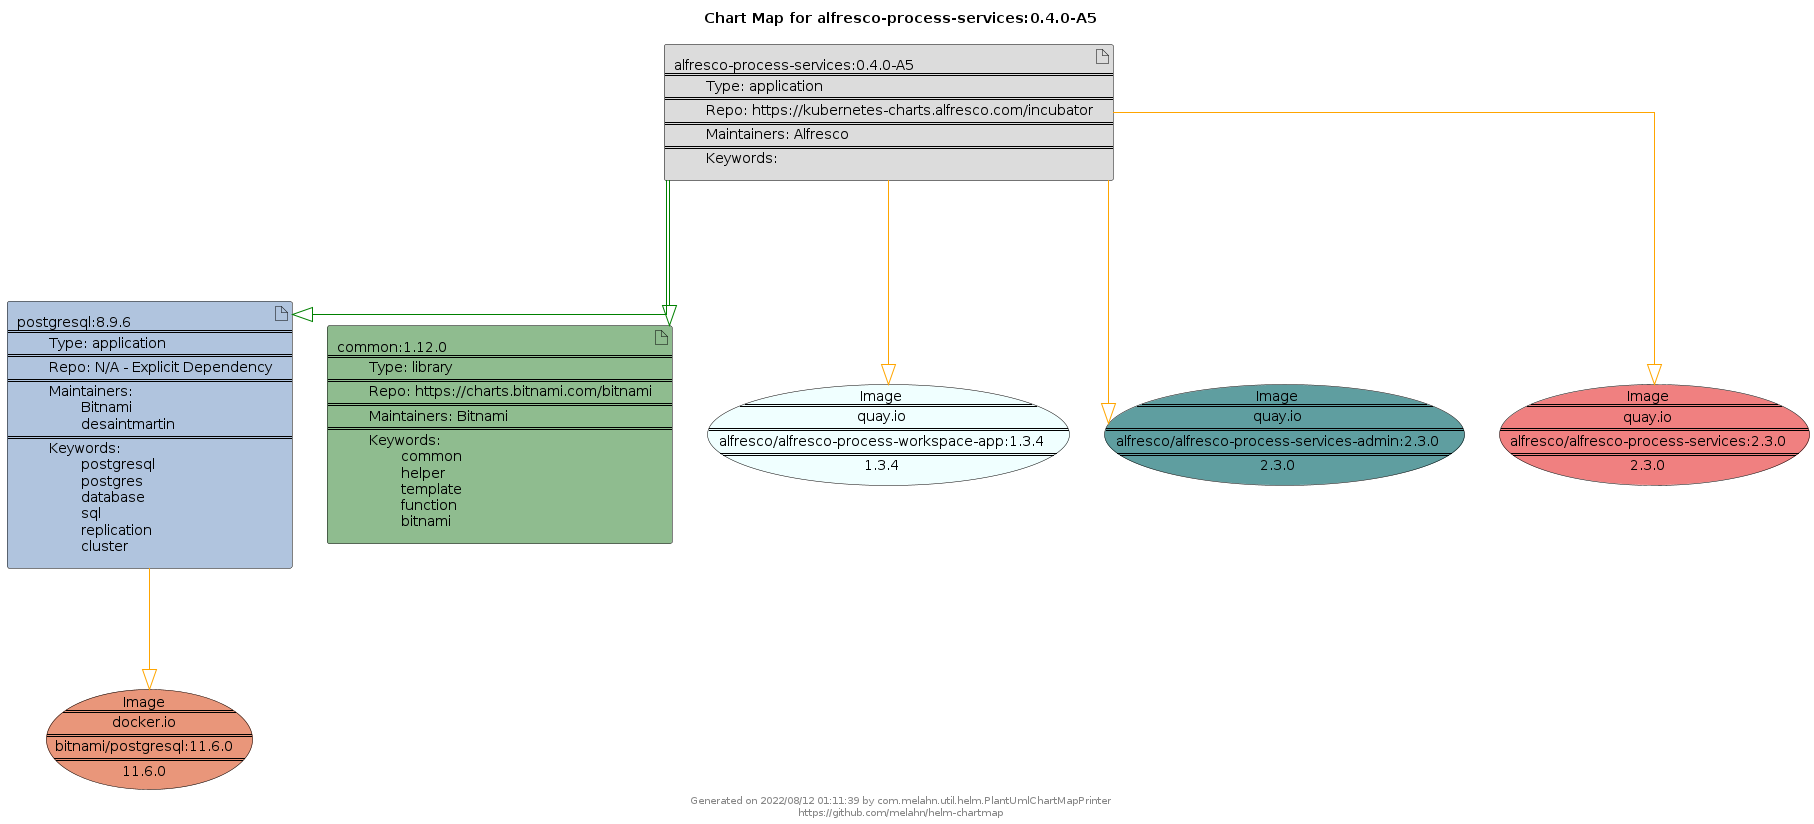 Chart Map for alfresco-process-services:0.4.0-A5
alfresco-process-services:0.4.0-A5
Type: application
Repo: https://kubernetes-charts.alfresco.com/incubator
Maintainers: Alfresco
Keywords:
postgresql:8.9.6
Type: application
Repo: N/A - Explicit Dependency
Maintainers:
Bitnami
desaintmartin
Keywords:
postgresql
postgres
database
sql
replication
cluster
common:1.12.0
Type: library
Repo: https://charts.bitnami.com/bitnami
Maintainers: Bitnami
Keywords:
common
helper
template
function
bitnami
Image
quay.io
alfresco/alfresco-process-workspace-app:1.3.4
1.3.4
Image
quay.io
alfresco/alfresco-process-services-admin:2.3.0
2.3.0
Image
quay.io
alfresco/alfresco-process-services:2.3.0
2.3.0
Image
docker.io
bitnami/postgresql:11.6.0
11.6.0
Generated on 2022/08/12 01:11:39 by com.melahn.util.helm.PlantUmlChartMapPrinter
https://github.com/melahn/helm-chartmap